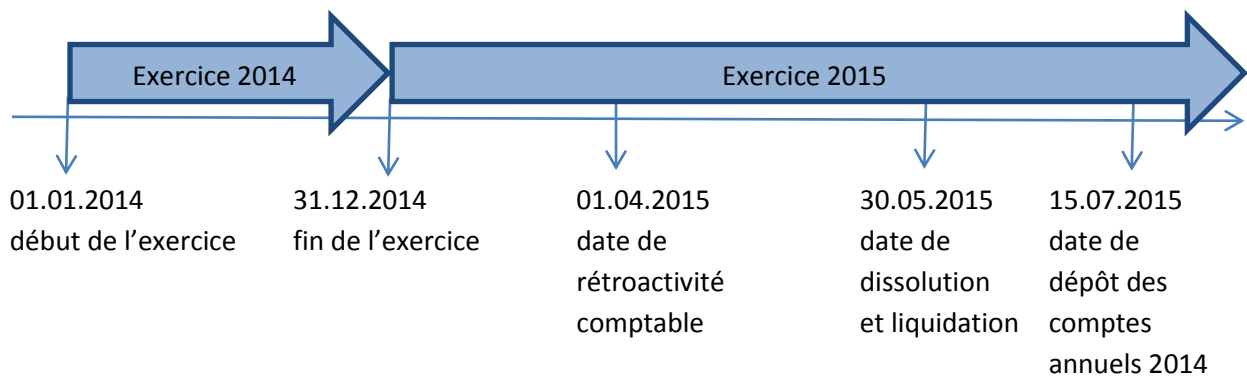 Exercice 2014
Exercice 2015
01.01.2014
début de l’exercice
31.12.2014
fin de l’exercice
01.04.2015
date de
rétroactivité
comptable
30.05.2015
date de
dissolution
et liquidation
15.07.2015
date de
dépôt des
comptes
annuels 2014